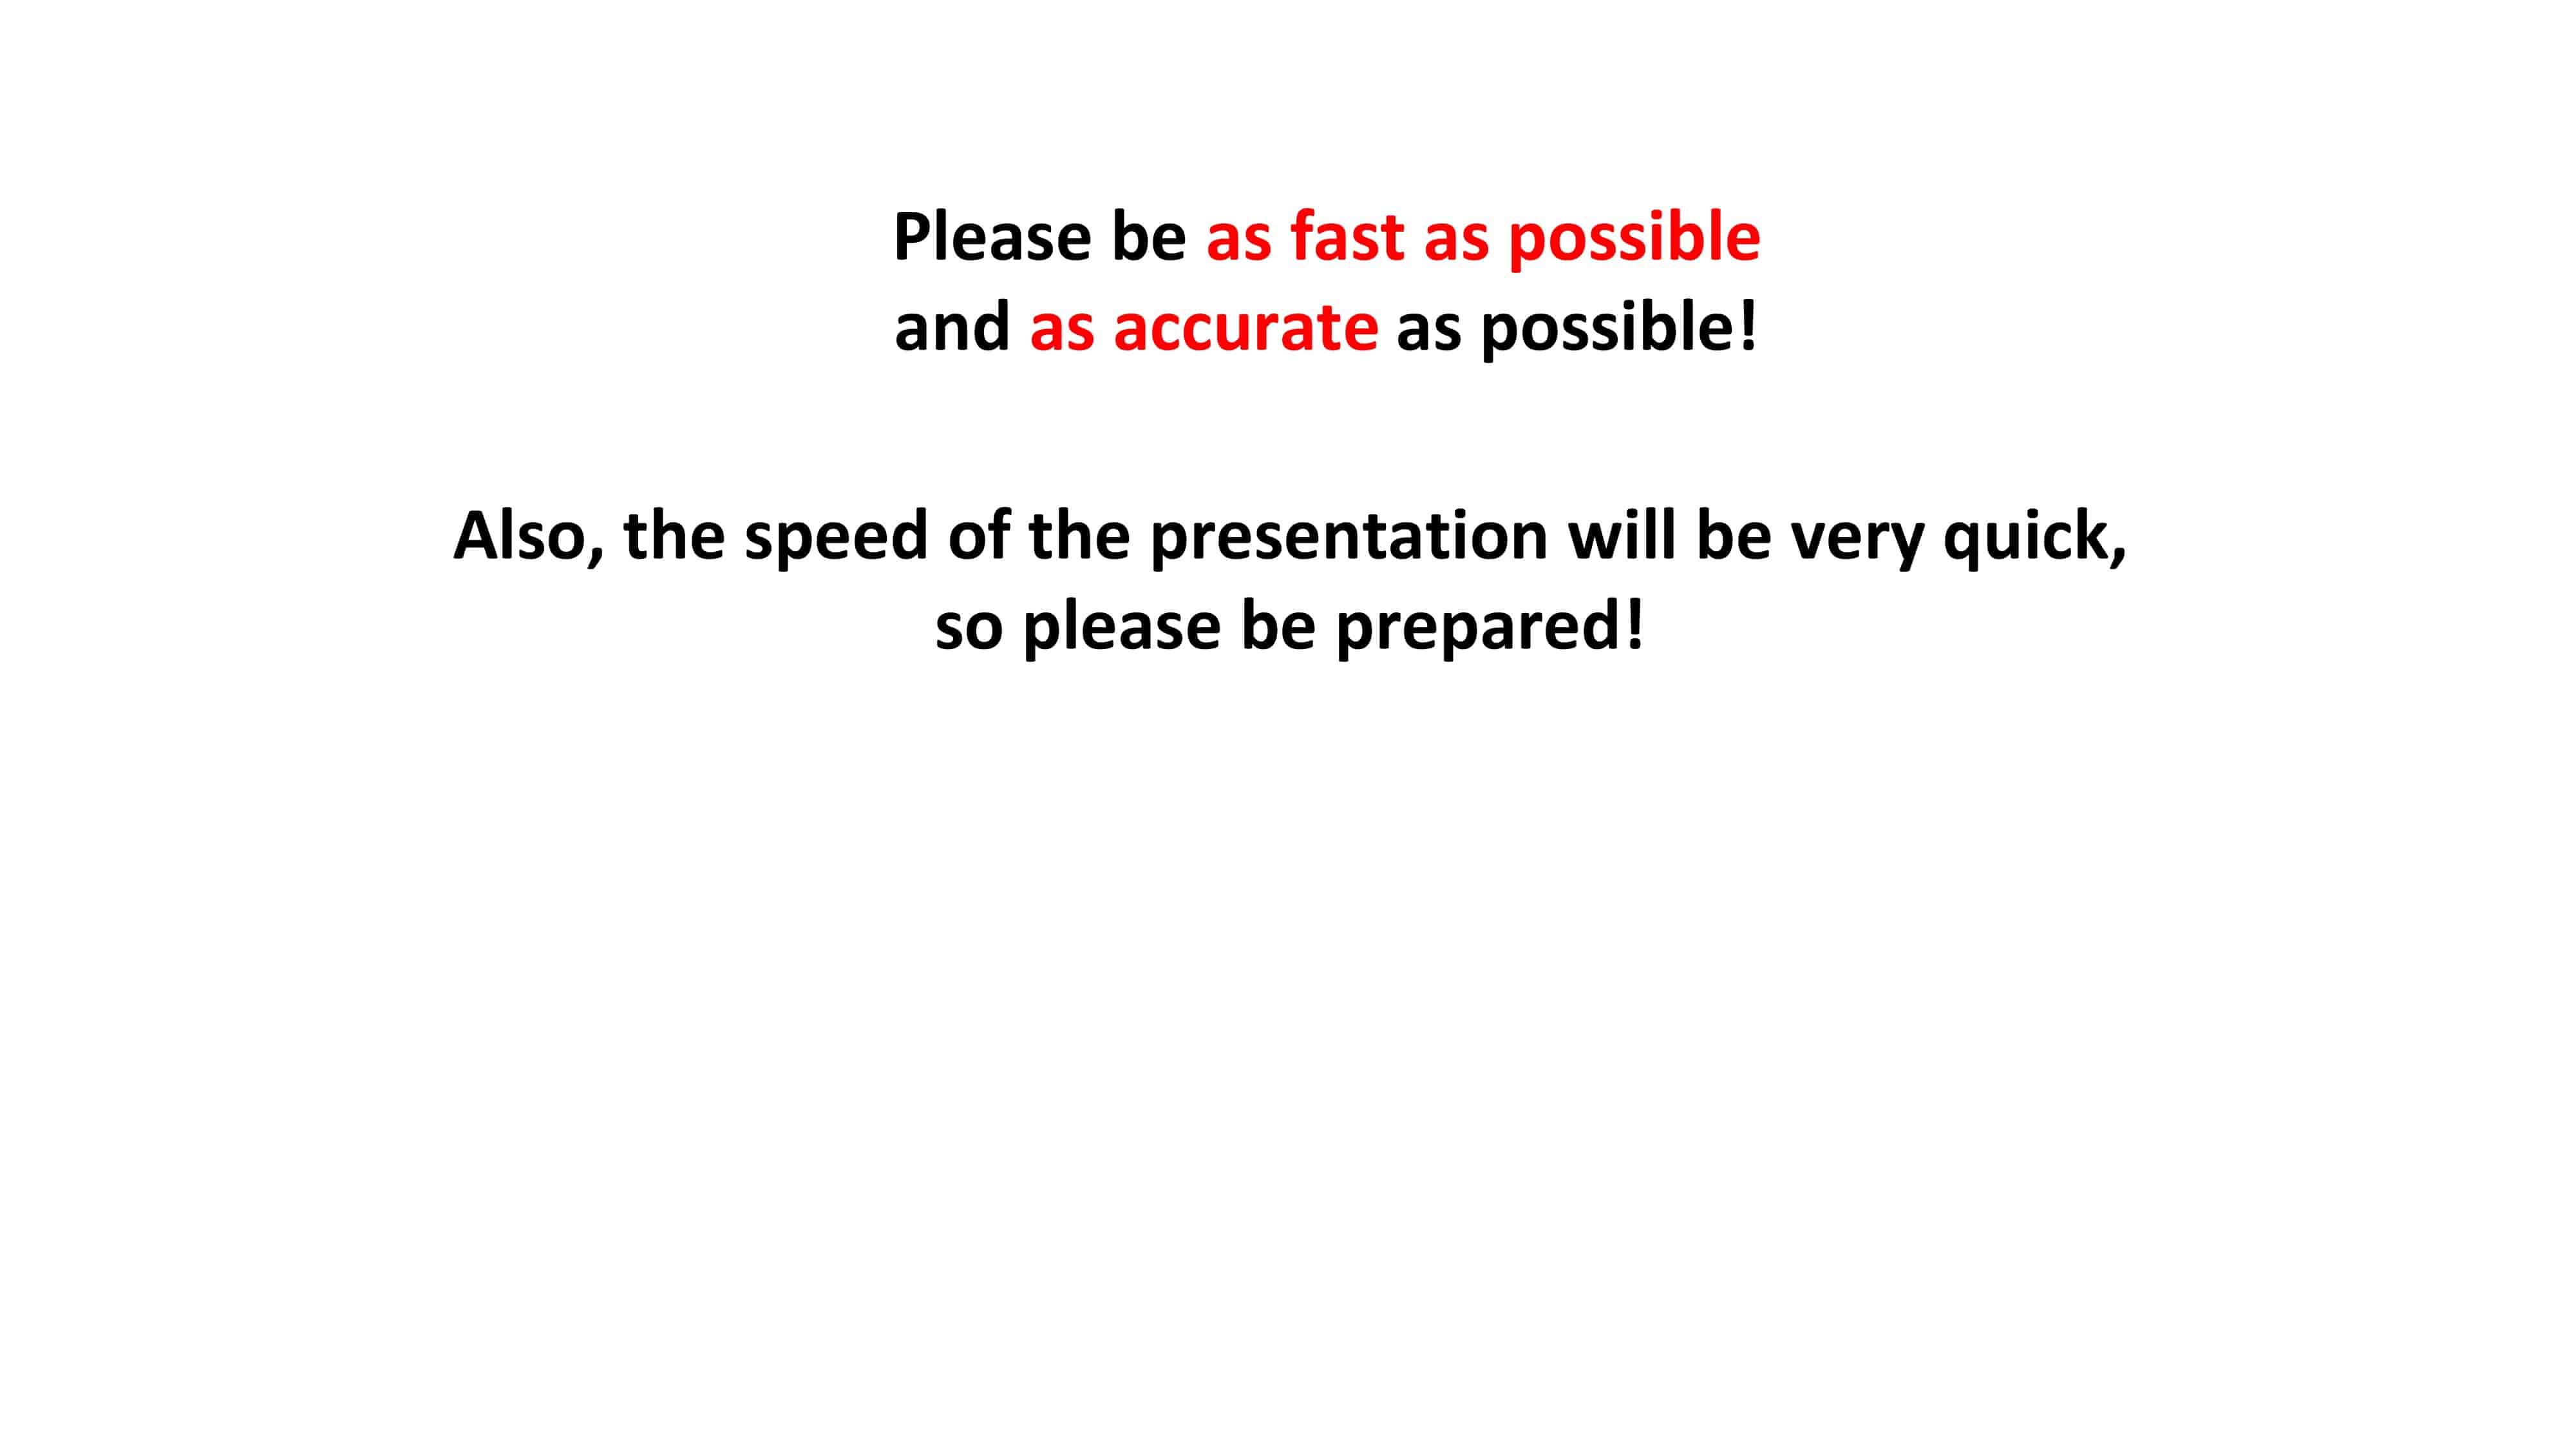 Please be as fast as possible
and as accurate as possible!
Also, the speed of the presentation will be very quick,
so please be prepared!